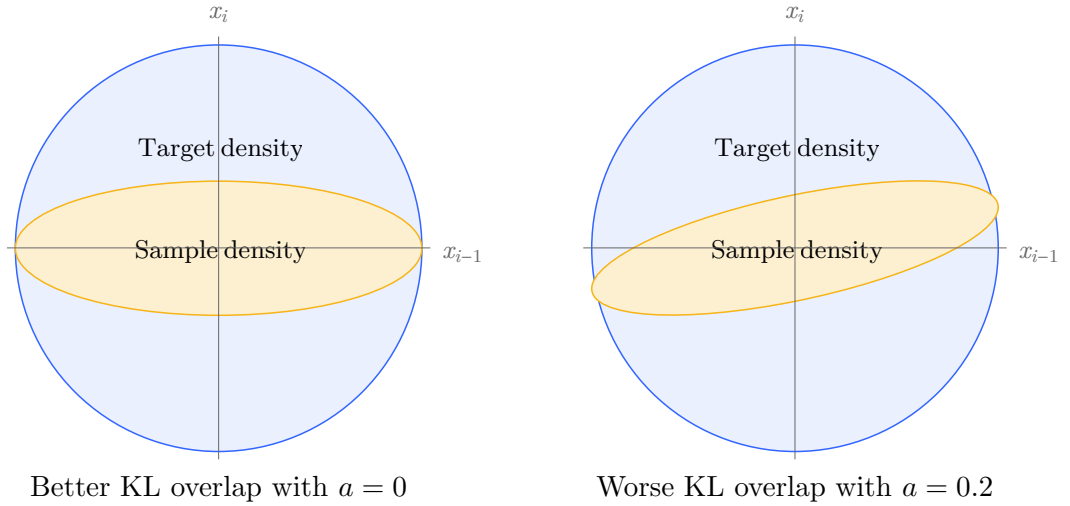 x_i
Target density
Sample density
x_{i−1}
Better KL overlap with a = 0
x_i
Target density
Sample density
x_{i−1}
Worse KL overlap with a = 0.2